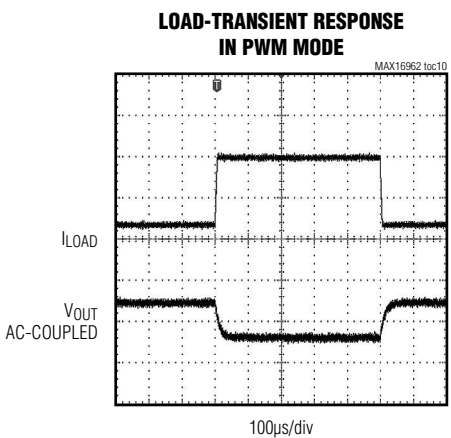 LOAD-TRANSIENT RESPONSE
IN PWM MODE
MAX16962 toc10
T
ILOAD
VOUT
AC-COUPLED
100µs/div